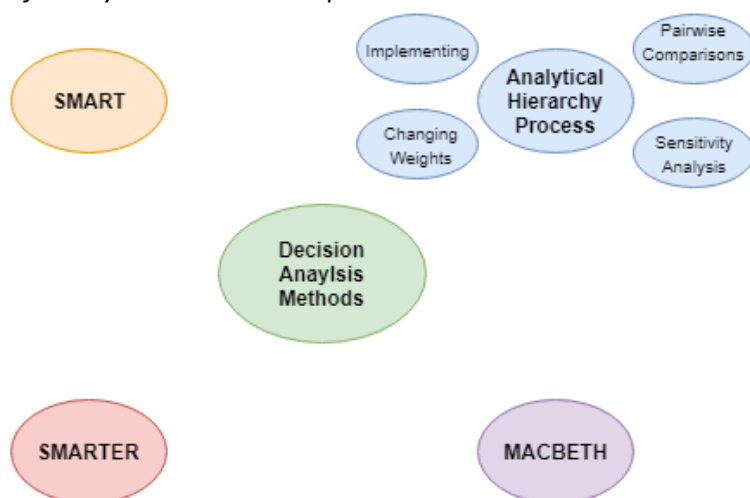 Implementing
Pairwise
Comparisons
SMART
Analytical
Hierarchy
Process
Changing
Weights
Sensitivity
Analysis
Decision
Anaylsis
Methods
SMARTER
MACBETH